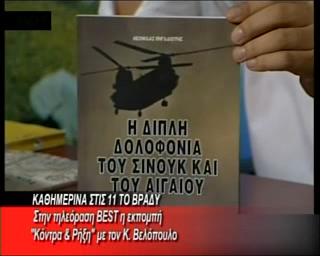 Η ΔΙΠΛΗ
ΔΟΛΟΦΟΝΙΑ
ΤΟΥ ΣΙΝΟΥΚ ΚΑΙ
ΤΟΥ ΑΙΓΑΙΟΥ
ΚΑΘΗΜΕΡΙΝΑ ΣΤΙΣ 11 ΤΟ ΒΡΑΔΥ
Στην τηλεόραση BEST η εκπομπή
"Κόντρα & Ρήξη" με τον Κ. Βελόπουλο